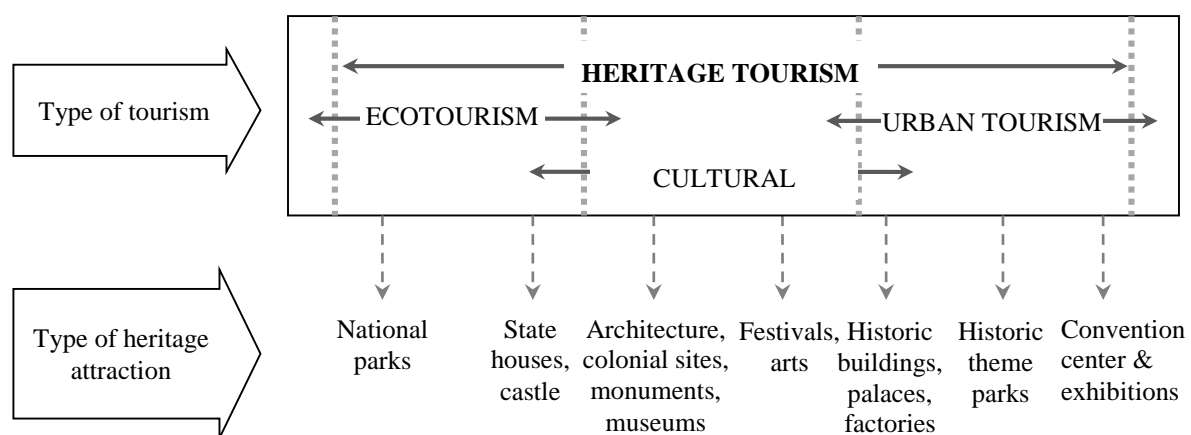 Type of tourism
HERITAGE TOURISM
ECOTOURISM
URBAN TOURISM
CULTURAL
Type of heritage
attraction
National
parks
State
houses,
castle
Architecture,
colonial sites,
monuments,
museums
Festivals,
arts
Historic
buildings,
palaces,
factories
Historic
theme
parks
Convention
center &
exhibitions